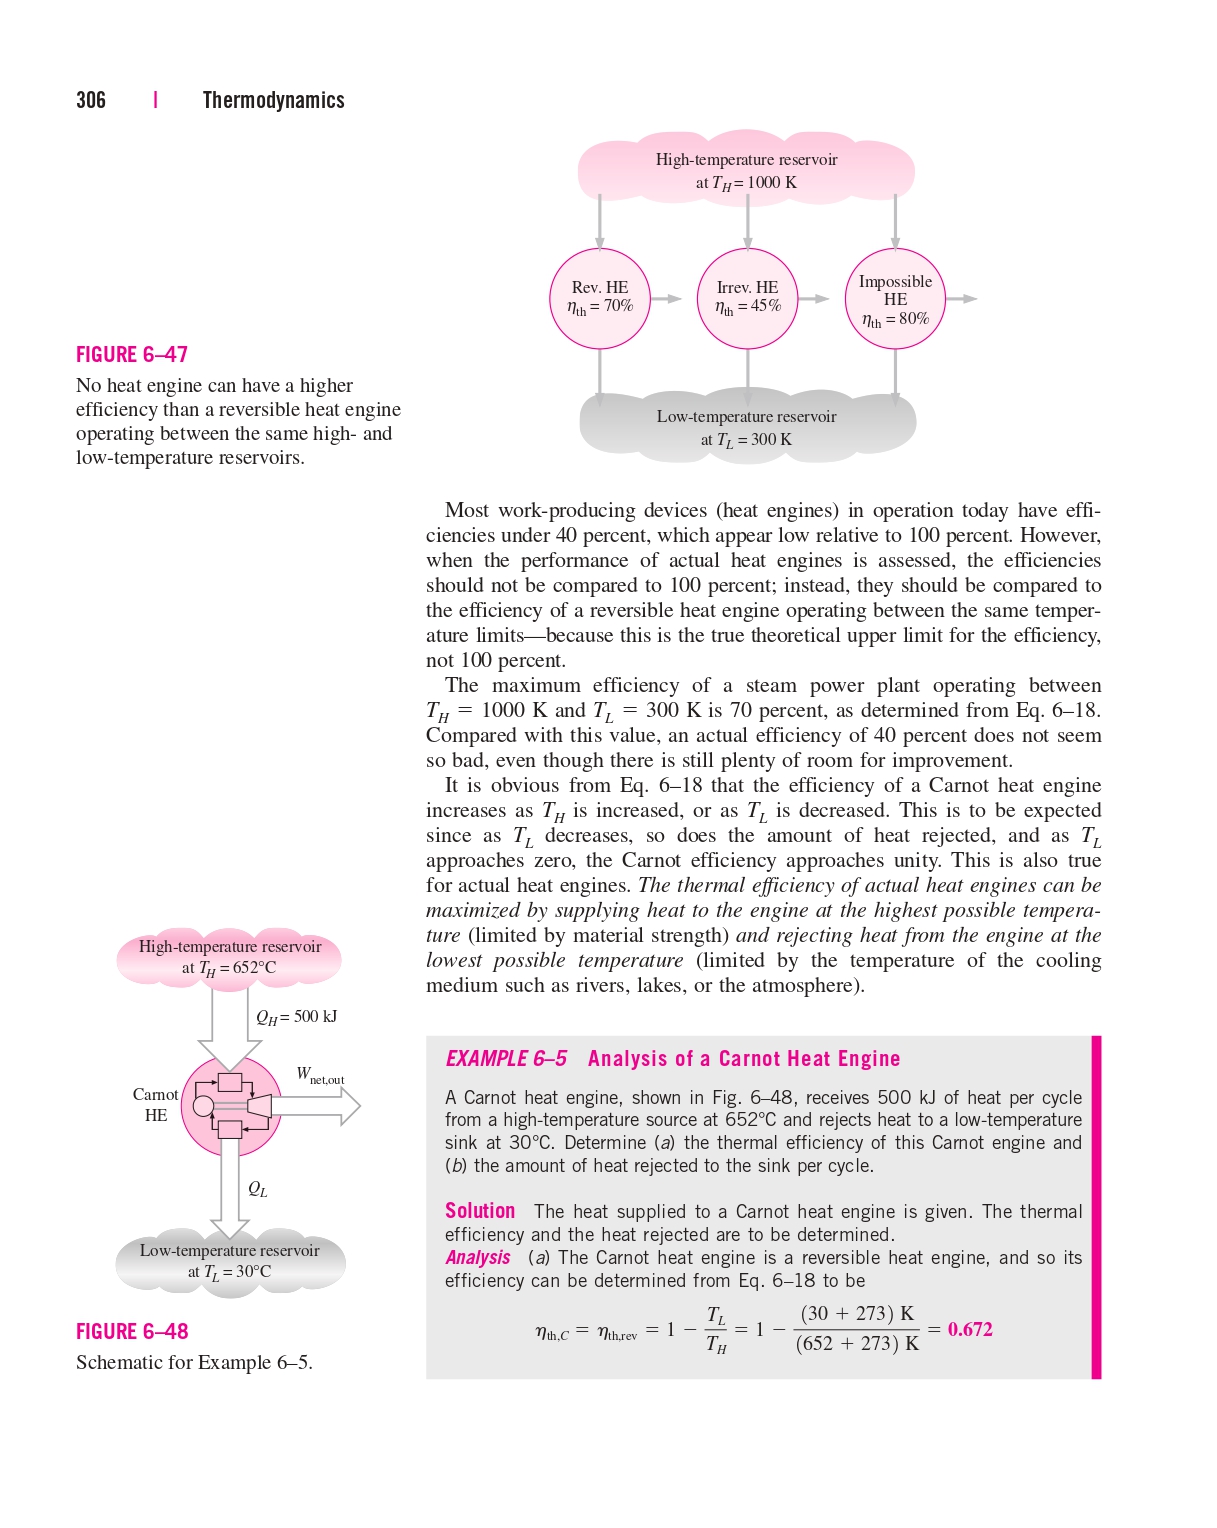 306 | Thermodynamics
High-temperature reservoir
at T_H = 1000 K
Rev. HE
η_th = 70%
Irrev. HE
η_th = 45%
Impossible
HE
η_th = 80%
Low-temperature reservoir
at T_L = 300 K
FIGURE 6–47
No heat engine can have a higher
efficiency than a reversible heat engine
operating between the same high- and
low-temperature reservoirs.
Most work-producing devices (heat engines) in operation today have effi-
ciencies under 40 percent, which appear low relative to 100 percent. However,
when the performance of actual heat engines is assessed, the efficiencies
should not be compared to 100 percent; instead, they should be compared to
the efficiency of a reversible heat engine operating between the same temper-
ature limits—because this is the true theoretical upper limit for the efficiency,
not 100 percent.
The maximum efficiency of a steam power plant operating between
T_H = 1000 K and T_L = 300 K is 70 percent, as determined from Eq. 6–18.
Compared with this value, an actual efficiency of 40 percent does not seem
so bad, even though there is still plenty of room for improvement.
It is obvious from Eq. 6–18 that the efficiency of a Carnot heat engine
increases as T_H is increased, or as T_L is decreased. This is to be expected
since as T_L decreases, so does the amount of heat rejected, and as T_L
approaches zero, the Carnot efficiency approaches unity. This is also true
for actual heat engines. The thermal efficiency of actual heat engines can be
maximized by supplying heat to the engine at the highest possible tempera-
ture (limited by material strength) and rejecting heat from the engine at the
lowest possible temperature (limited by the temperature of the cooling
medium such as rivers, lakes, or the atmosphere).
High-temperature reservoir
at T_H = 652°C
Q_H = 500 kJ
W_net,out
Carnot
HE
Q_L
Low-temperature reservoir
at T_L = 30°C
FIGURE 6–48
Schematic for Example 6–5.
EXAMPLE 6–5 Analysis of a Carnot Heat Engine
A Carnot heat engine, shown in Fig. 6–48, receives 500 kJ of heat per cycle
from a high-temperature source at 652°C and rejects heat to a low-temperature
sink at 30°C. Determine (a) the thermal efficiency of this Carnot engine and
(b) the amount of heat rejected to the sink per cycle.
Solution The heat supplied to a Carnot heat engine is given. The thermal
efficiency and the heat rejected are to be determined.
Analysis (a) The Carnot heat engine is a reversible heat engine, and so its
efficiency can be determined from Eq. 6–18 to be
η_th,C = η_th,rev = 1 − T_L / T_H = 1 − (30 + 273) K / (652 + 273) K = 0.672